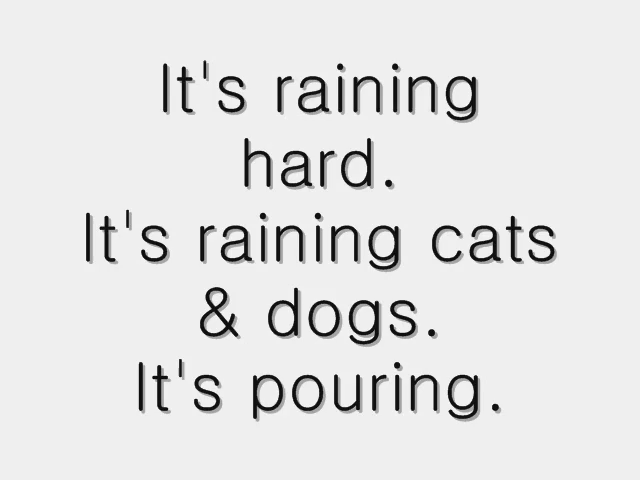 It's raining
hard.
It's raining cats
& dogs.
It's pouring.